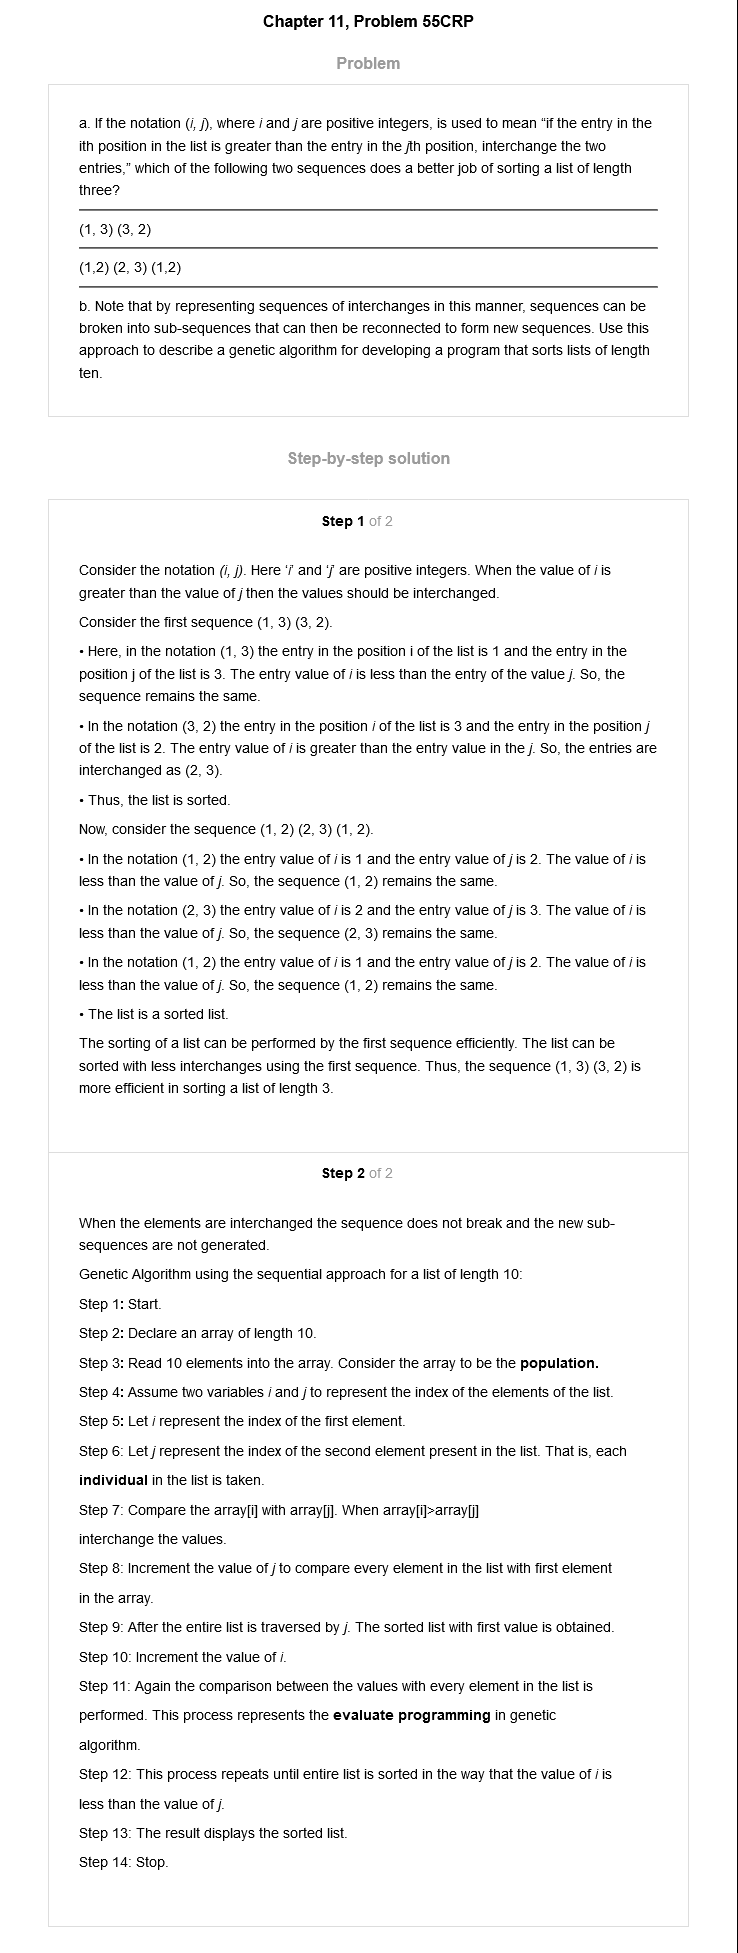 Chapter 11, Problem 55CRP
Problem
a. If the notation (i, j), where i and j are positive integers, is used to mean “if the entry in the
ith position in the list is greater than the entry in the jth position, interchange the two
entries,” which of the following two sequences does a better job of sorting a list of length
three?
(1, 3) (3, 2)
(1,2) (2, 3) (1,2)
b. Note that by representing sequences of interchanges in this manner, sequences can be
broken into sub-sequences that can then be reconnected to form new sequences. Use this
approach to describe a genetic algorithm for developing a program that sorts lists of length
ten.
Step-by-step solution
Step 1 of 2
Consider the notation (i, j). Here ‘i’ and ‘j’ are positive integers. When the value of i is
greater than the value of j then the values should be interchanged.
Consider the first sequence (1, 3) (3, 2).
• Here, in the notation (1, 3) the entry in the position i of the list is 1 and the entry in the
position j of the list is 3. The entry value of i is less than the entry of the value j. So, the
sequence remains the same.
• In the notation (3, 2) the entry in the position i of the list is 3 and the entry in the position j
of the list is 2. The entry value of i is greater than the entry value in the j. So, the entries are
interchanged as (2, 3).
• Thus, the list is sorted.
Now, consider the sequence (1, 2) (2, 3) (1, 2).
• In the notation (1, 2) the entry value of i is 1 and the entry value of j is 2. The value of i is
less than the value of j. So, the sequence (1, 2) remains the same.
• In the notation (2, 3) the entry value of i is 2 and the entry value of j is 3. The value of i is
less than the value of j. So, the sequence (2, 3) remains the same.
• In the notation (1, 2) the entry value of i is 1 and the entry value of j is 2. The value of i is
less than the value of j. So, the sequence (1, 2) remains the same.
• The list is a sorted list.
The sorting of a list can be performed by the first sequence efficiently. The list can be
sorted with less interchanges using the first sequence. Thus, the sequence (1, 3) (3, 2) is
more efficient in sorting a list of length 3.
Step 2 of 2
When the elements are interchanged the sequence does not break and the new sub-
sequences are not generated.
Genetic Algorithm using the sequential approach for a list of length 10:
Step 1: Start.
Step 2: Declare an array of length 10.
Step 3: Read 10 elements into the array. Consider the array to be the population.
Step 4: Assume two variables i and j to represent the index of the elements of the list.
Step 5: Let i represent the index of the first element.
Step 6: Let j represent the index of the second element present in the list. That is, each
individual in the list is taken.
Step 7: Compare the array[i] with array[j]. When array[i]>array[j]
interchange the values.
Step 8: Increment the value of j to compare every element in the list with first element
in the array.
Step 9: After the entire list is traversed by j. The sorted list with first value is obtained.
Step 10: Increment the value of i.
Step 11: Again the comparison between the values with every element in the list is
performed. This process represents the evaluate programming in genetic
algorithm.
Step 12: This process repeats until entire list is sorted in the way that the value of i is
less than the value of j.
Step 13: The result displays the sorted list.
Step 14: Stop.